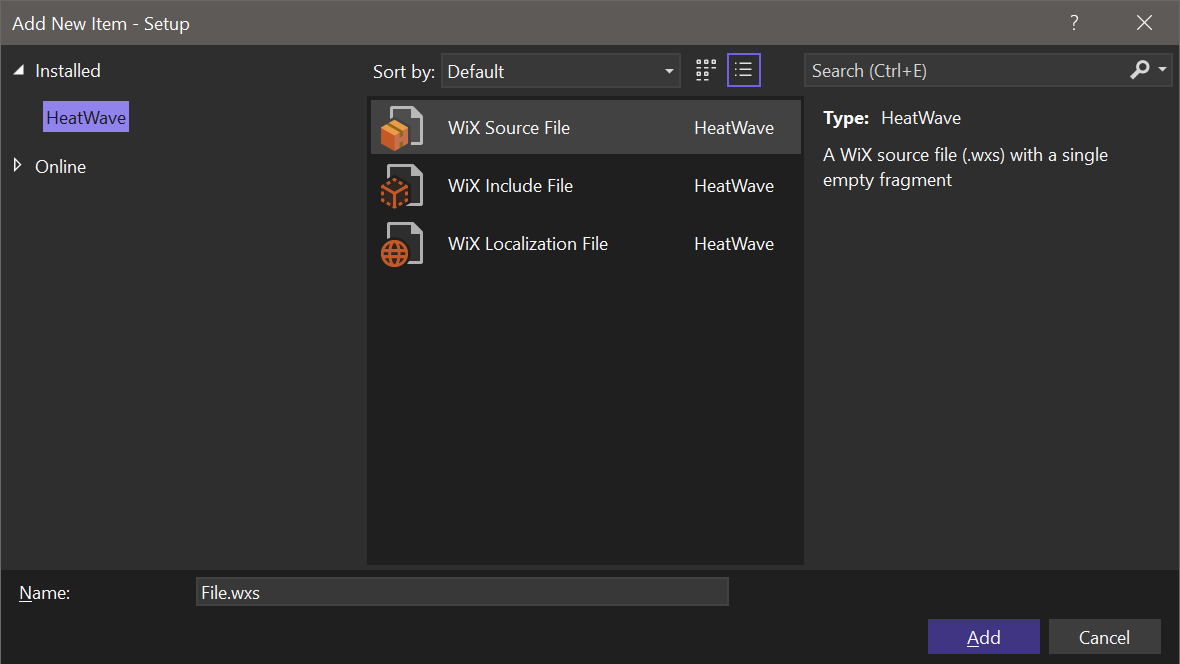 Add New Item - Setup
?
Installed
HeatWave
Online
Sort by: Default
WiX Source File HeatWave
WiX Include File HeatWave
WiX Localization File HeatWave
Search (Ctrl+E)
Type: HeatWave
A WiX source file (.wxs) with a single
empty fragment
Name: File.wxs
Add Cancel